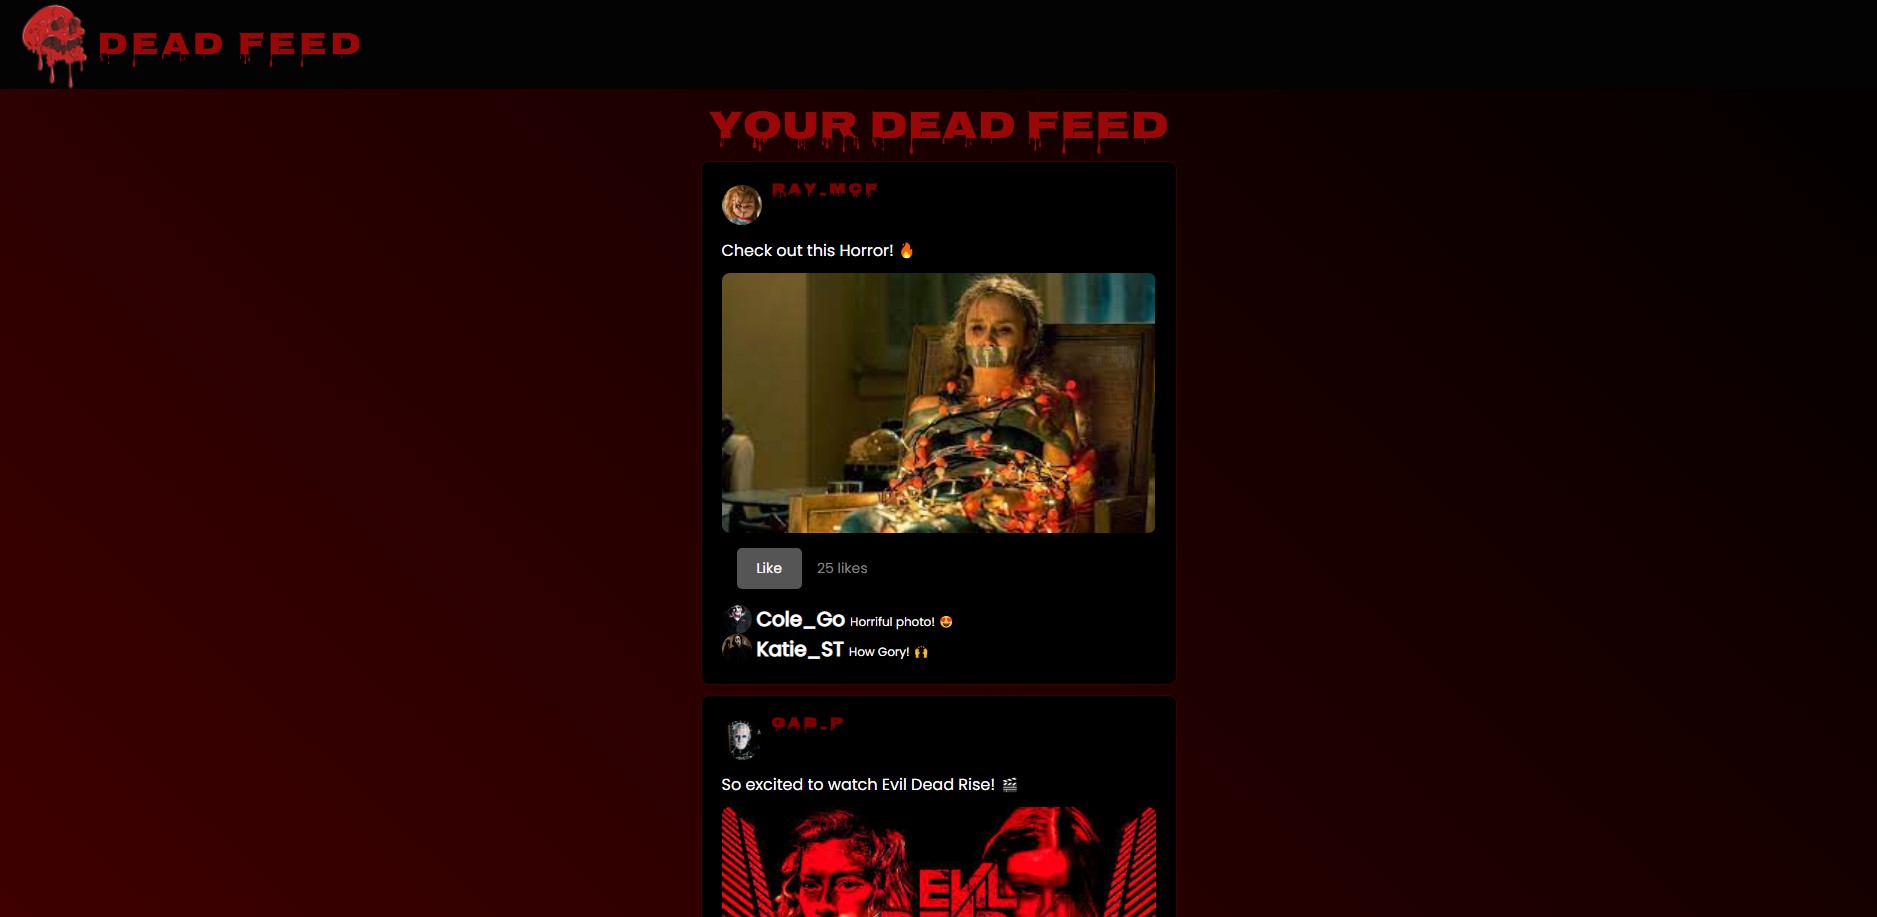 DEAD FEED
YOUR DEAD FEED
RAY_MCF
Check out this Horror! 🔥
Like 25 likes
Cole_Go Horriful photo! 🤩
Katie_ST How Gory! 🙌
GAB_P
So excited to watch Evil Dead Rise! 🎬
EVIL
DEAD